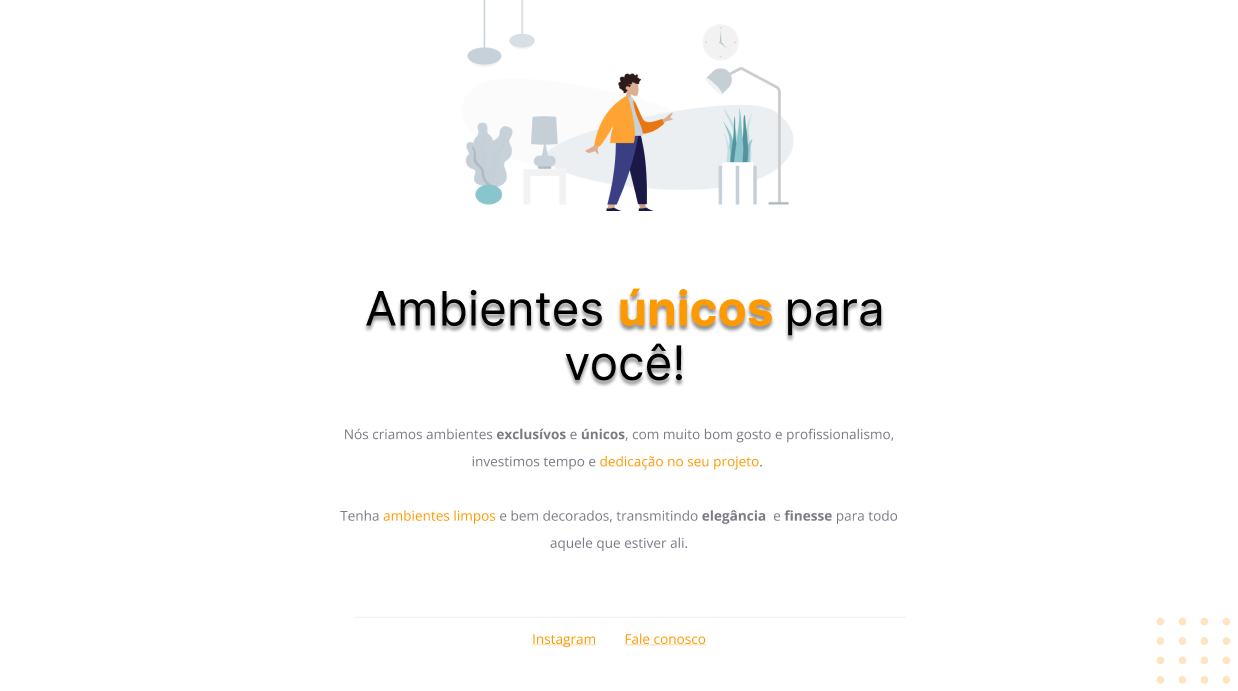 Ambientes únicos para
você!
Nós criamos ambientes exclusívos e únicos, com muito bom gosto e profissionalismo,
investimos tempo e dedicação no seu projeto.
Tenha ambientes limpos e bem decorados, transmitindo elegância e finesse para todo
aquele que estiver ali.
Instagram Fale conosco